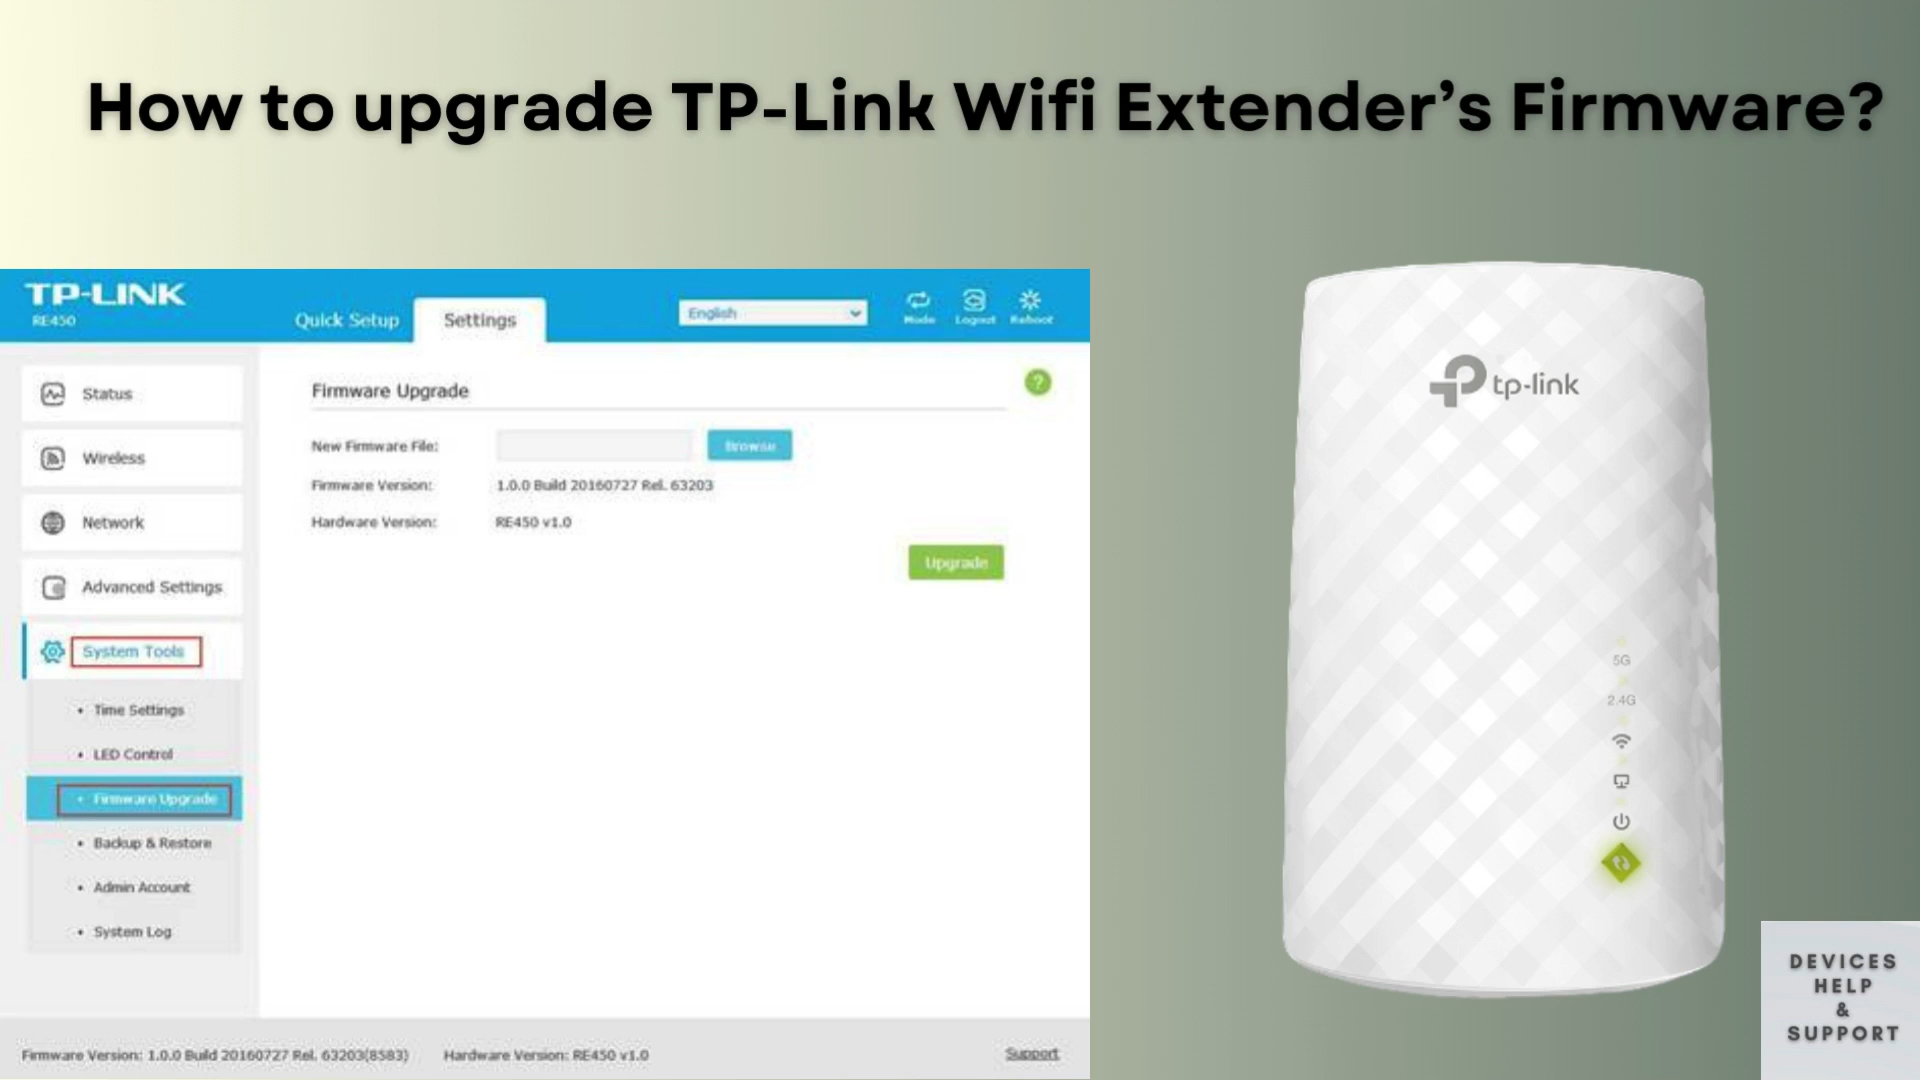 How to upgrade TP-Link Wifi Extender’s Firmware?
TP-LINK
RE450
Quick Setup
Settings
English
Mode
Logout
Reboot
Status
Wireless
Network
Advanced Settings
System Tools
• Time Settings
• LED Control
• Firmware Upgrade
• Backup & Restore
• Admin Account
• System Log
Firmware Upgrade
?
New Firmware File:
Browse
Firmware Version: 1.0.0 Build 20160727 Rel. 63203
Hardware Version: RE450 v1.0
Upgrade
Firmware Version: 1.0.0 Build 20160727 Rel. 63203(8583) Hardware Version: RE450 v1.0
Support
tp-link
5G
2.4G
DEVICES
HELP
&
SUPPORT